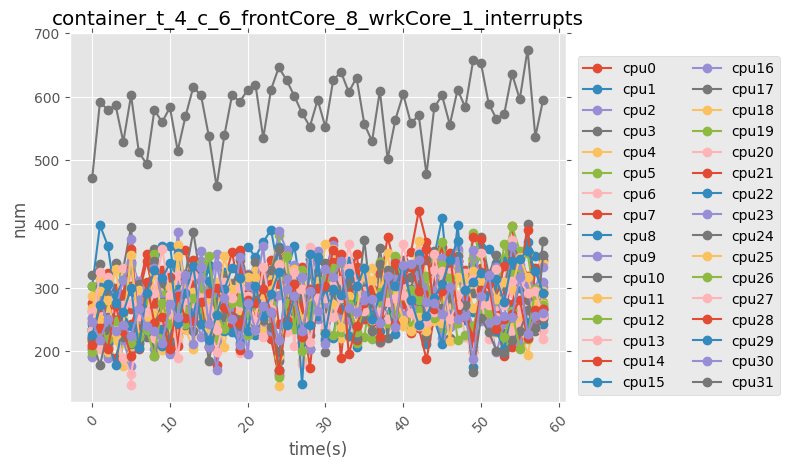 container_t_4_c_6_frontCore_8_wrkCore_1_interrupts
700
600
500
400
300
200
num
0
10
20
30
40
50
60
time(s)
cpu0
cpu1
cpu2
cpu3
cpu4
cpu5
cpu6
cpu7
cpu8
cpu9
cpu10
cpu11
cpu12
cpu13
cpu14
cpu15
cpu16
cpu17
cpu18
cpu19
cpu20
cpu21
cpu22
cpu23
cpu24
cpu25
cpu26
cpu27
cpu28
cpu29
cpu30
cpu31